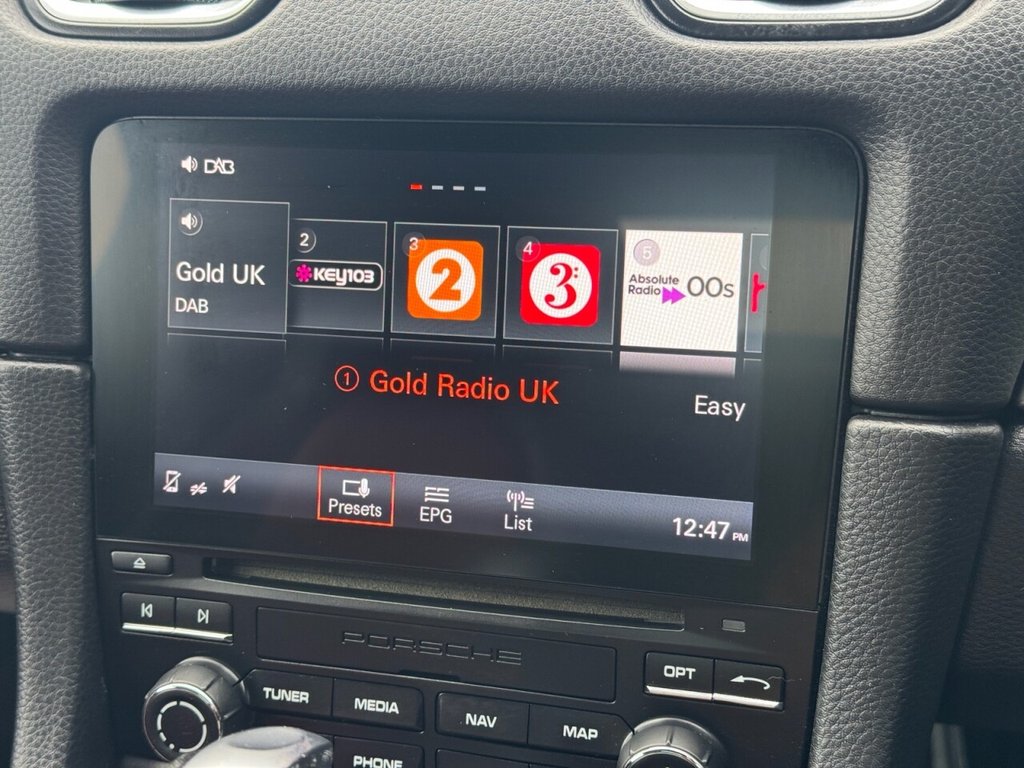 DAB
2
3
4
5
Gold UK
DAB
KEY103
2
3:
Absolute
Radio
00s
1 Gold Radio UK
Easy
Presets
EPG
List
12:47 PM
PORSCHE
OPT
TUNER
MEDIA
NAV
MAP
PHONE